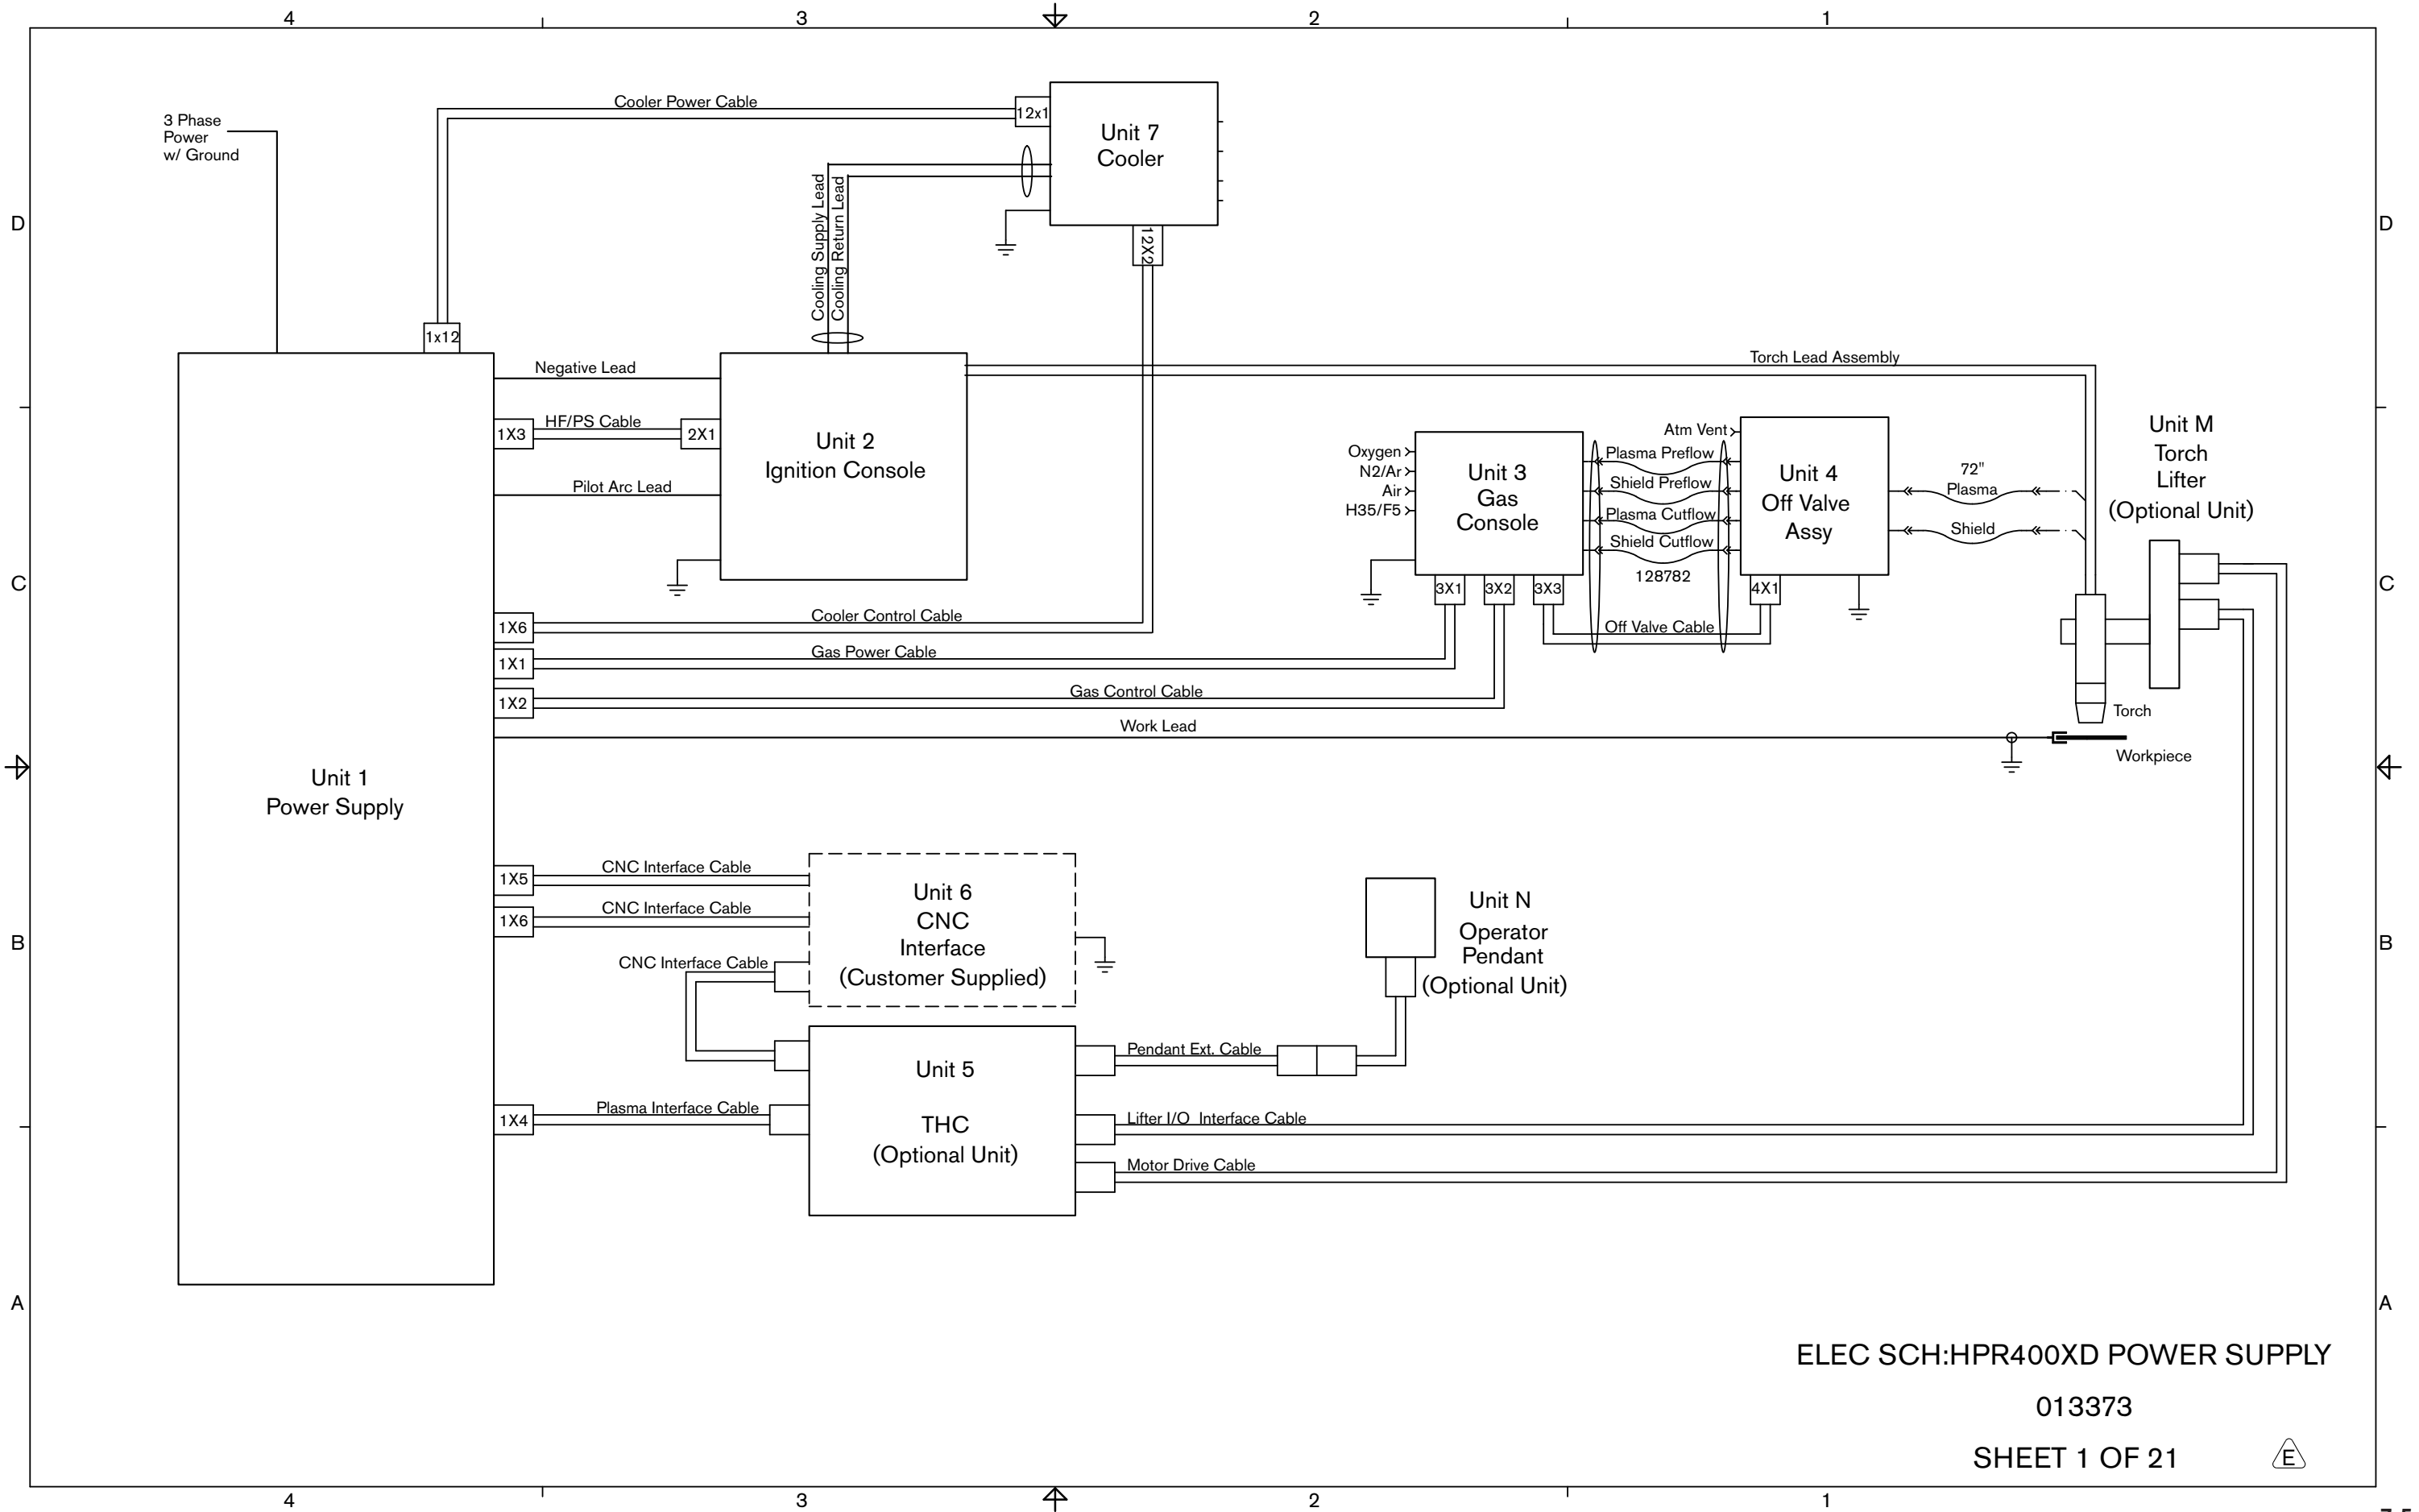 4
3
2
1
3 Phase
Power
w/ Ground
Cooler Power Cable
12x1
Unit 7
Cooler
D
D
Cooling Supply Lead
Cooling Return Lead
12X2
1x12
Negative Lead
Torch Lead Assembly
HF/PS Cable
1X3
2X1
Unit 2
Ignition Console
Pilot Arc Lead
Oxygen
N2/Ar
Air
H35/F5
Unit 3
Gas
Console
Plasma Preflow
Shield Preflow
Plasma Cutflow
Shield Cutflow
128782
Atm Vent
Unit 4
Off Valve
Assy
72"
Plasma
Shield
Unit M
Torch
Lifter
(Optional Unit)
C
C
3X1
3X2
3X3
4X1
1X6
Cooler Control Cable
Off Valve Cable
1X1
Gas Power Cable
1X2
Gas Control Cable
Work Lead
Torch
Workpiece
Unit 1
Power Supply
1X5
CNC Interface Cable
1X6
CNC Interface Cable
CNC Interface Cable
Unit 6
CNC
Interface
(Customer Supplied)
Unit N
Operator
Pendant
(Optional Unit)
B
B
Unit 5
THC
(Optional Unit)
Pendant Ext. Cable
1X4
Plasma Interface Cable
Lifter I/O Interface Cable
Motor Drive Cable
A
A
ELEC SCH:HPR400XD POWER SUPPLY
013373
SHEET 1 OF 21
E
4
3
2
1